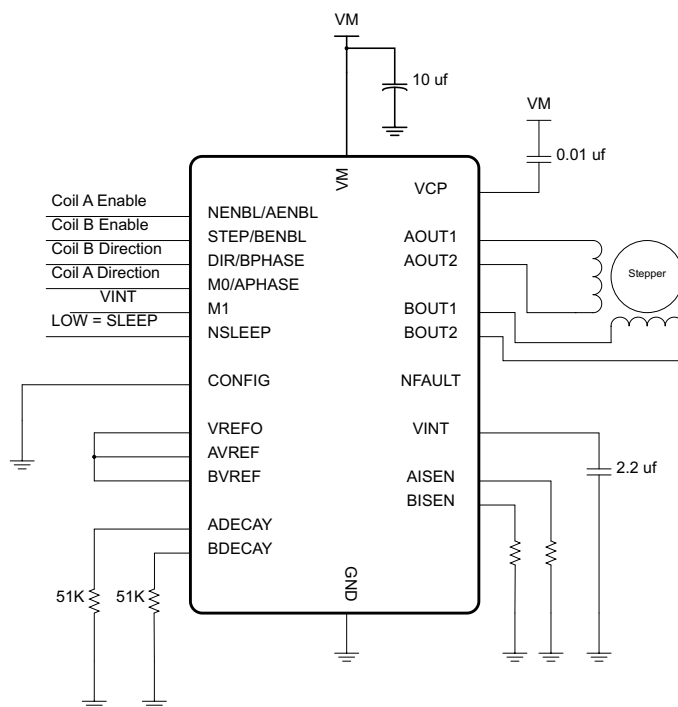 VM
10 uf
VM
0.01 uf
VM
VCP
Coil A Enable
NENBL/AENBL
Coil B Enable
STEP/BENBL
AOUT1
Coil B Direction
DIR/BPHASE
AOUT2
Stepper
Coil A Direction
M0/APHASE
VINT
M1
BOUT1
LOW = SLEEP
NSLEEP
BOUT2
CONFIG
NFAULT
VREFO
VINT
AVREF
2.2 uf
BVREF
AISEN
BISEN
ADECAY
BDECAY
51K
51K
GND